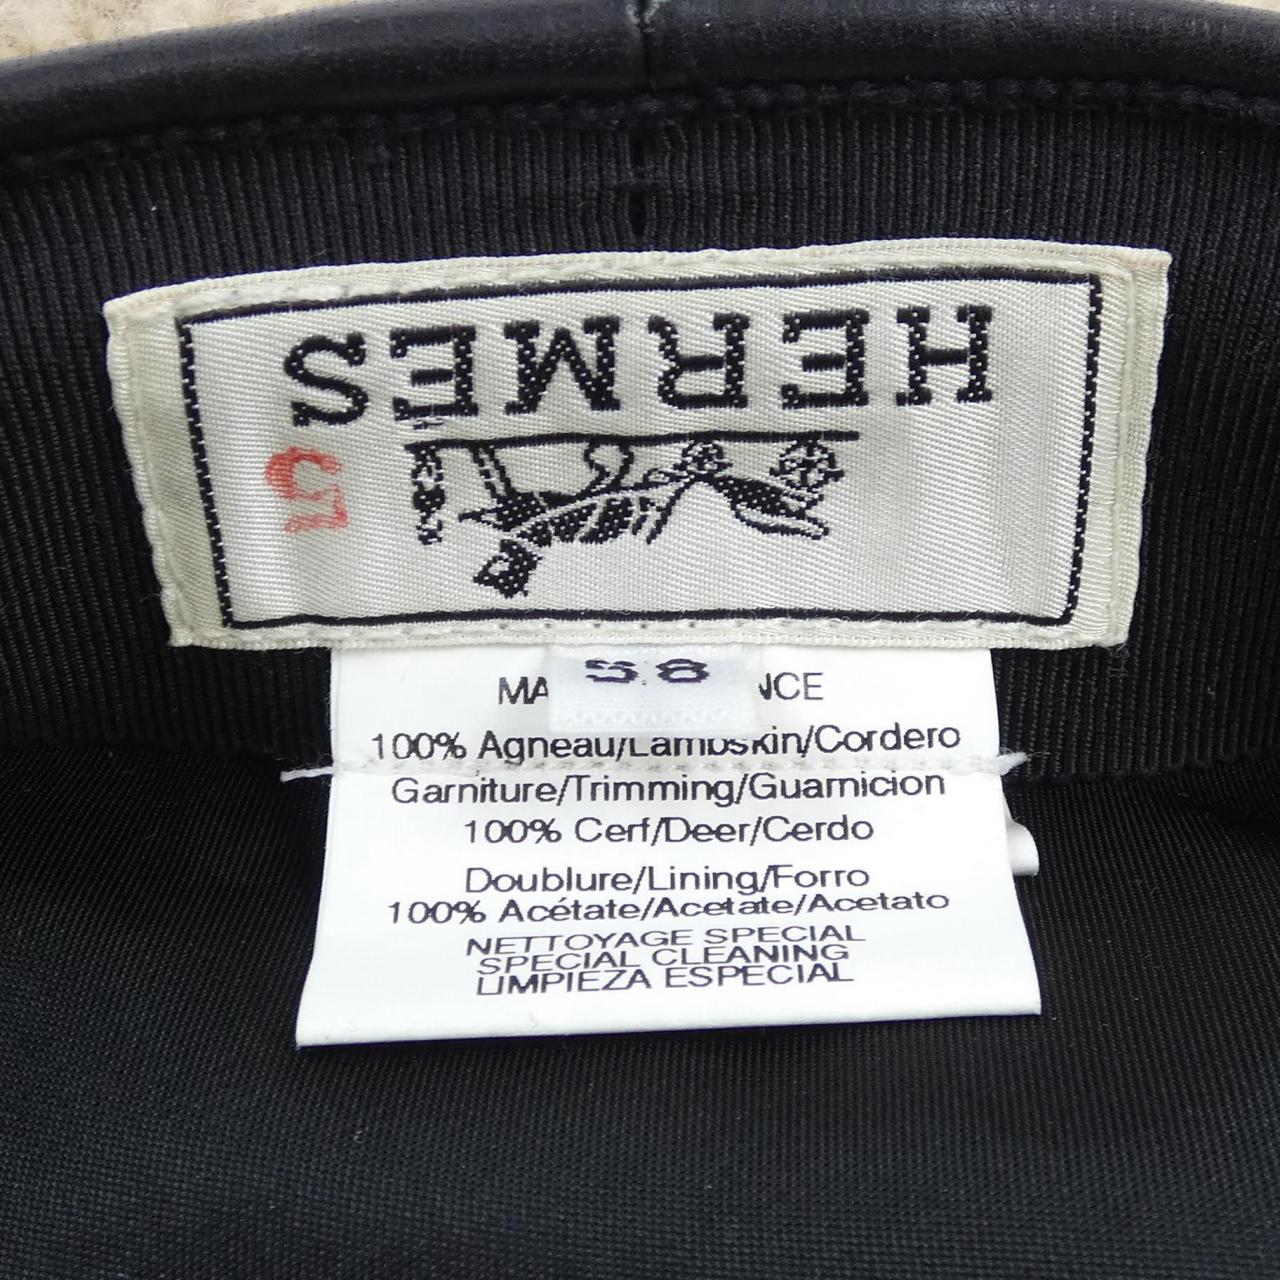 HERMES
S
58
MA NCE
100% Agneau/Lambskin/Cordero
Garniture/Trimming/Guarnicion
100% Cerf/Deer/Cerdo
Doublure/Lining/Forro
100% Acétate/Acetate/Acetato
NETTOYAGE SPECIAL
SPECIAL CLEANING
LIMPIEZA ESPECIAL